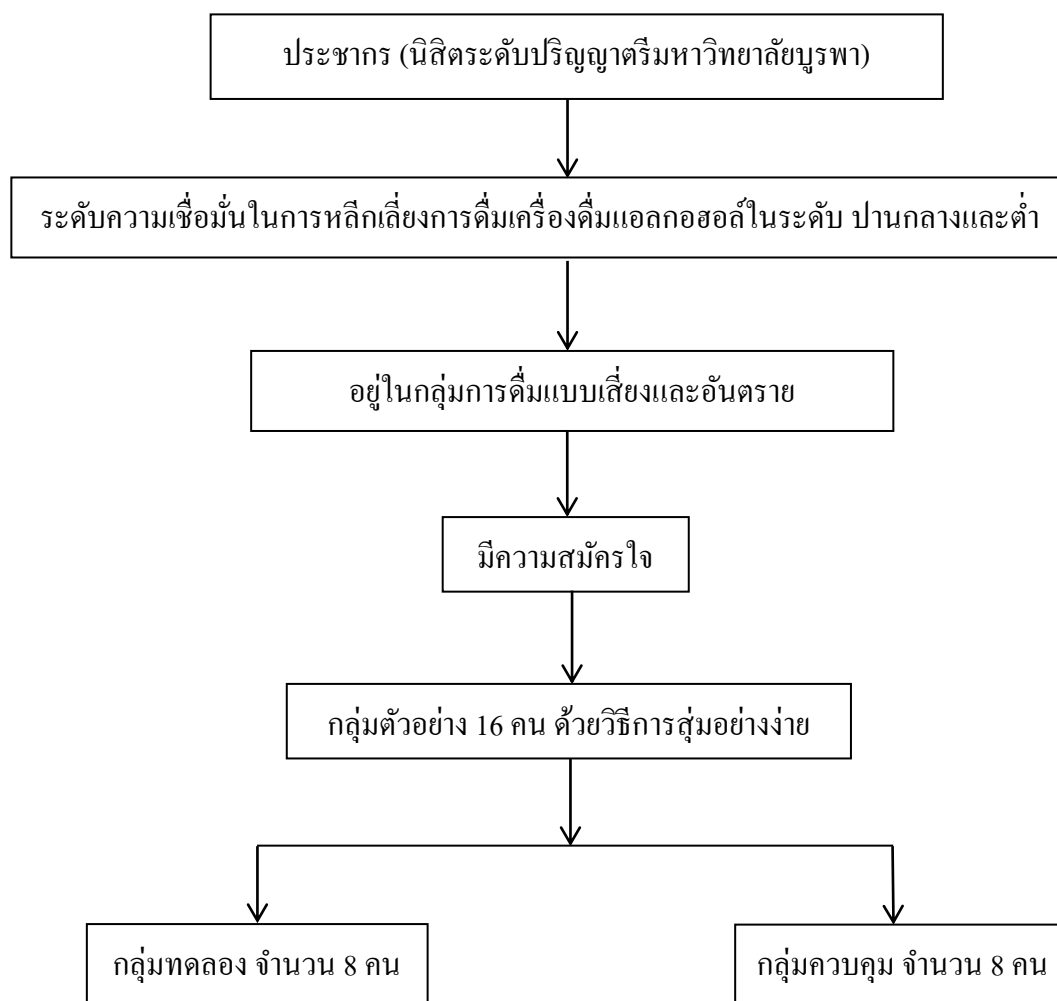 ประชากร (นิสิตระดับปริญญาตรีมหาวิทยาลัยบูรพา)
ระดับความเชื่อมั่นในการหลีกเลี่ยงการดื่มเครื่องดื่มแอลกอฮอล์ในระดับ ปานกลางและต่ำ
อยู่ในกลุ่มการดื่มแบบเสี่ยงและอันตราย
มีความสมัครใจ
กลุ่มตัวอย่าง 16 คน ด้วยวิธีการสุ่มอย่างง่าย
กลุ่มทดลอง จำนวน 8 คน
กลุ่มควบคุม จำนวน 8 คน